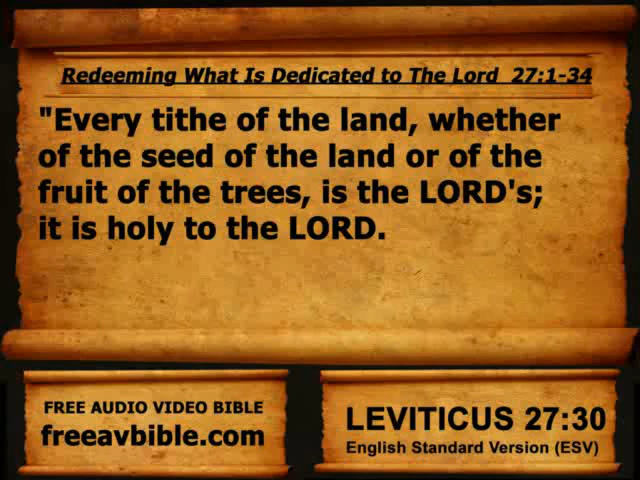 Redeeming What Is Dedicated to The Lord 27:1-34
"Every tithe of the land, whether
of the seed of the land or of the
fruit of the trees, is the LORD's;
it is holy to the LORD.
FREE AUDIO VIDEO BIBLE
freeavbible.com
LEVITICUS 27:30
English Standard Version (ESV)